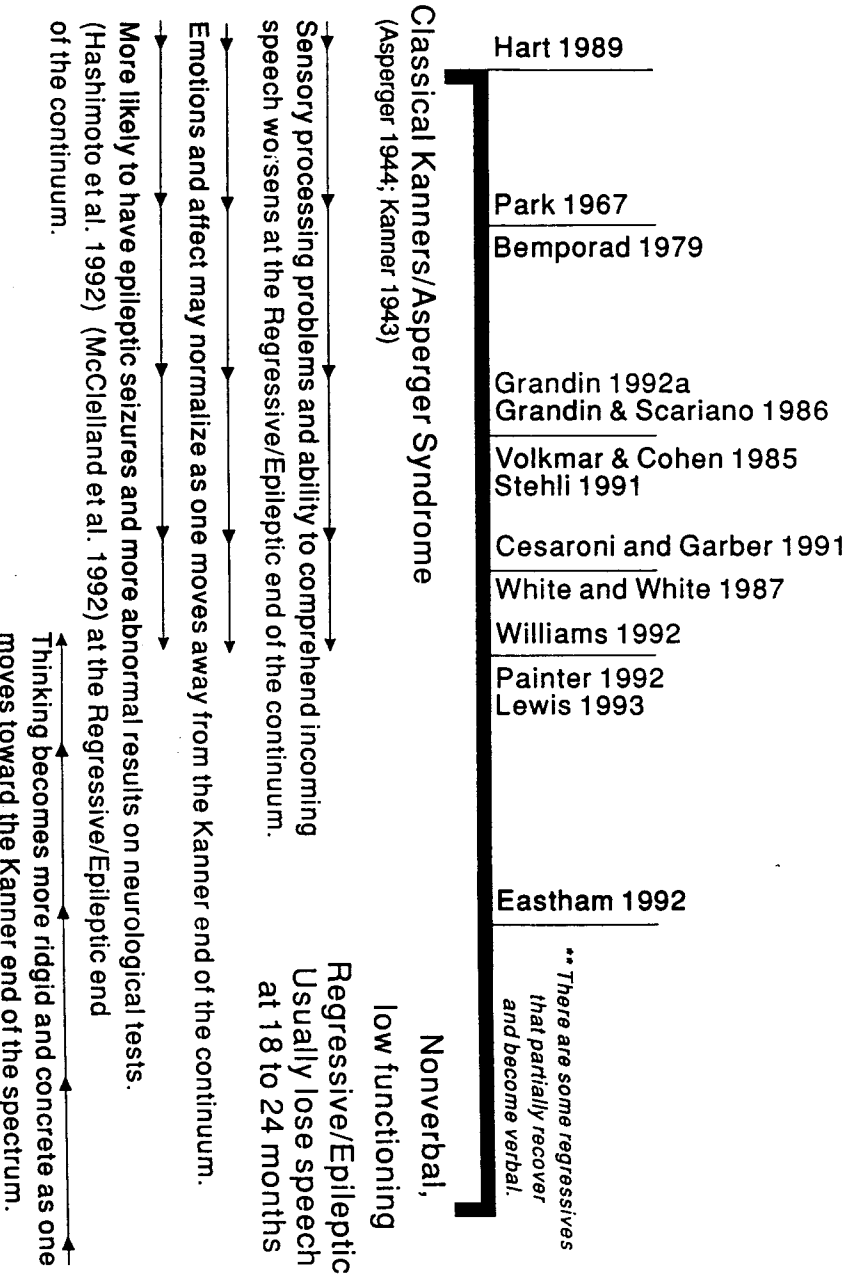 Hart 1989
Park 1967
Bemporad 1979
Grandin 1992a
Grandin & Scariano 1986
Volkmar & Cohen 1985
Stehli 1991
Cesaroni and Garber 1991
White and White 1987
Williams 1992
Painter 1992
Lewis 1993
Eastham 1992
**There are some regressives
that partially recover
and become verbal.
Classical Kanners/Asperger Syndrome
(Asperger 1944; Kanner 1943)
Nonverbal,
low functioning
Regressive/Epileptic
Usually lose speech
at 18 to 24 months
Sensory processing problems and ability to comprehend incoming
speech worsens at the Regressive/Epileptic end of the continuum.
Emotions and affect may normalize as one moves away from the Kanner end of the continuum.
More likely to have epileptic seizures and more abnormal results on neurological tests.
(Hashimoto et al. 1992) (McClelland et al. 1992) at the Regressive/Epileptic end
of the continuum.
Thinking becomes more ridgid and concrete as one
moves toward the Kanner end of the spectrum.